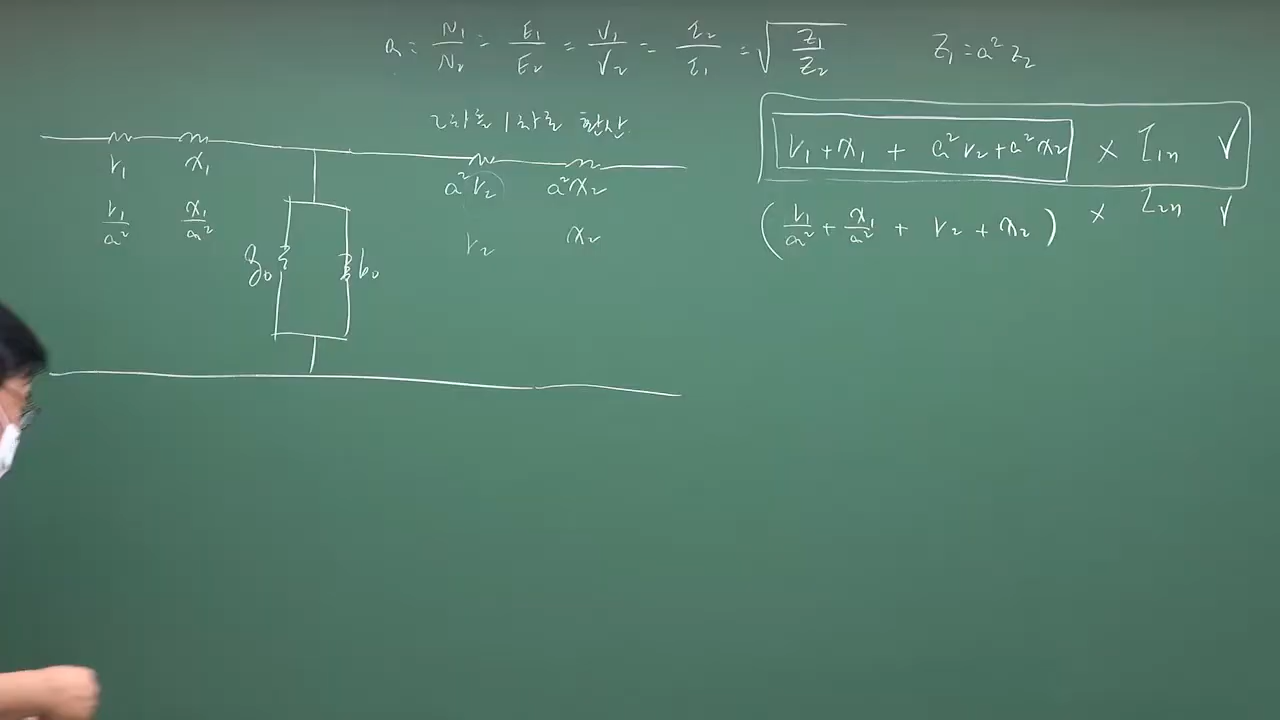 a = N₁/N₂ = E₁/E₂ = V₁/V₂ = I₂/I₁ = √(Z₁/Z₂)   Z₁ = a² Z₂
2차를 1차로 환산
r₁ x₁
a²r₂ a²x₂
r₁/a² x₁/a²
r₂ x₂
g₀ b₀
r₁ + x₁ + a²r₂ + a²x₂ × I₁n √
(r₁/a² + x₁/a² + r₂ + x₂) × I₂n √